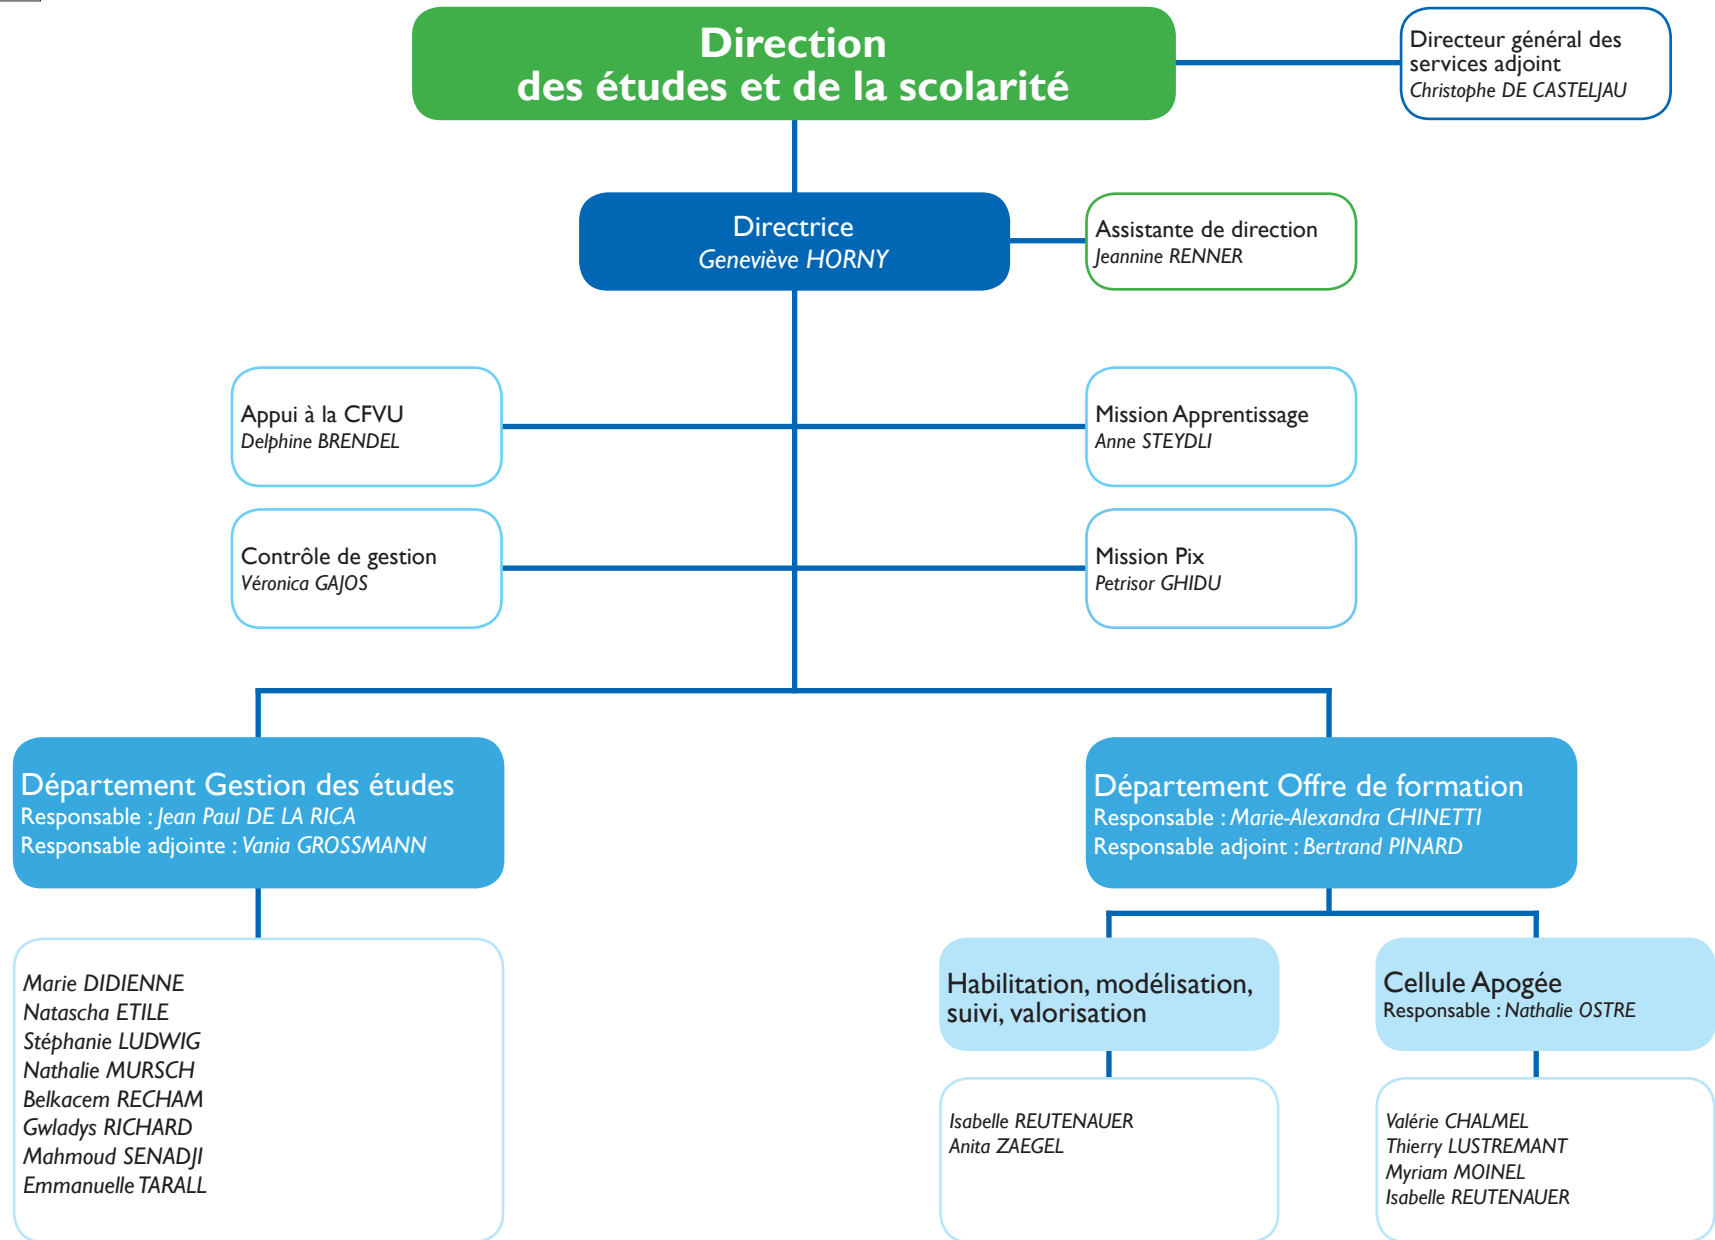 Direction
des études et de la scolarité
Directeur général des
services adjoint
Christophe DE CASTELJAU
Directrice
Geneviève HORNY
Assistante de direction
Jeannine RENNER
Appui à la CFVU
Delphine BRENDEL
Mission Apprentissage
Anne STEYDLI
Contrôle de gestion
Véronica GAJOS
Mission Pix
Petrisor GHIDU
Département Gestion des études
Responsable : Jean Paul DE LA RICA
Responsable adjointe : Vania GROSSMANN
Département Offre de formation
Responsable : Marie-Alexandra CHINETTI
Responsable adjoint : Bertrand PINARD
Marie DIDIENNE
Natascha ETILE
Stéphanie LUDWIG
Nathalie MURSCH
Belkacem RECHAM
Gwladys RICHARD
Mahmoud SENADJI
Emmanuelle TARALL
Habilitation, modélisation,
suivi, valorisation
Isabelle REUTENAUER
Anita ZAEGEL
Cellule Apogée
Responsable : Nathalie OSTRE
Valérie CHALMEL
Thierry LUSTREMANT
Myriam MOINEL
Isabelle REUTENAUER